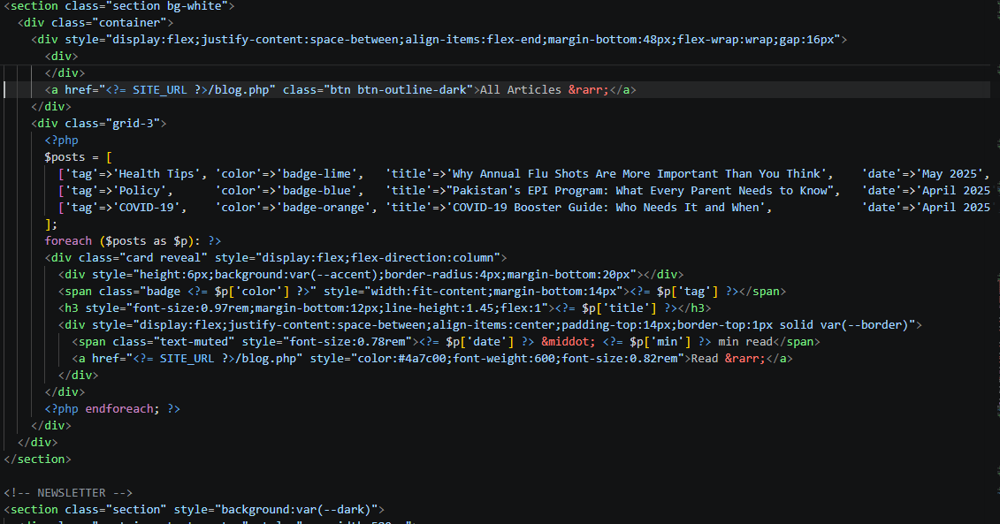 <section class="section bg-white">
<div class="container">
<div style="display:flex;justify-content:space-between;align-items:flex-end;margin-bottom:48px;flex-wrap:wrap;gap:16px">
<div>
</div>
<a href="<?= SITE_URL ?>/blog.php" class="btn btn-outline-dark">All Articles &rarr;</a>
</div>
<div class="grid-3">
<?php
$posts = [
['tag'=>'Health Tips', 'color'=>'badge-lime', 'title'=>'Why Annual Flu Shots Are More Important Than You Think', 'date'=>'May 2025',
['tag'=>'Policy', 'color'=>'badge-blue', 'title'=>"Pakistan's EPI Program: What Every Parent Needs to Know", 'date'=>'April 2025
['tag'=>'COVID-19', 'color'=>'badge-orange', 'title'=>'COVID-19 Booster Guide: Who Needs It and When', 'date'=>'April 2025
];
foreach ($posts as $p): ?>
<div class="card reveal" style="display:flex;flex-direction:column">
<div style="height:6px;background:var(--accent);border-radius:4px;margin-bottom:20px"></div>
<span class="badge <?= $p['color'] ?>" style="width:fit-content;margin-bottom:14px"><?= $p['tag'] ?></span>
<h3 style="font-size:0.97rem;margin-bottom:12px;line-height:1.45;flex:1"><?= $p['title'] ?></h3>
<div style="display:flex;justify-content:space-between;align-items:center;padding-top:14px;border-top:1px solid var(--border)">
<span class="text-muted" style="font-size:0.78rem"><?= $p['date'] ?> &middot; <?= $p['min'] ?> min read</span>
<a href="<?= SITE_URL ?>/blog.php" style="color:#4a7c00;font-weight:600;font-size:0.82rem">Read &rarr;</a>
</div>
</div>
<?php endforeach; ?>
</div>
</div>
</section>
<!-- NEWSLETTER -->
<section class="section" style="background:var(--dark)">